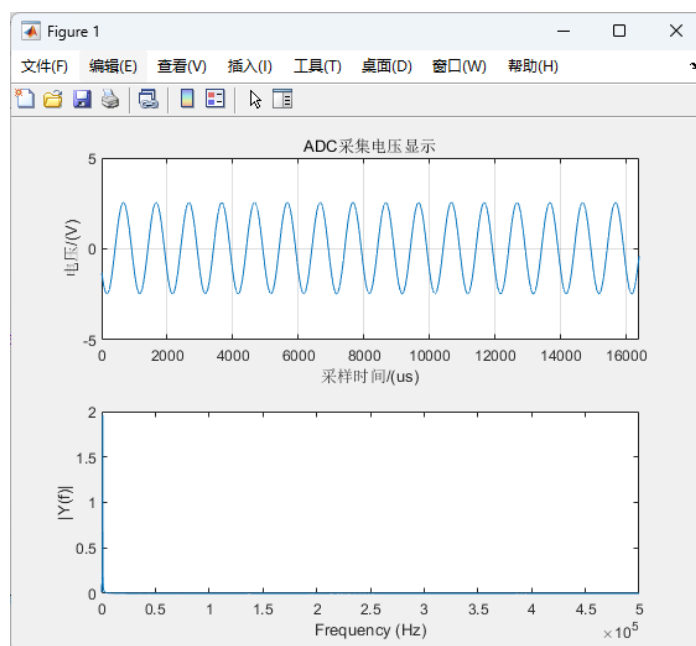 Figure 1
文件(F) 编辑(E) 查看(V) 插入(I) 工具(T) 桌面(D) 窗口(W) 帮助(H)
ADC采集电压显示
5
0
-5
电压/(V)
0 2000 4000 6000 8000 10000 12000 14000 16000
采样时间/(us)
2
1.5
1
0.5
0
|Y(f)|
0 0.5 1 1.5 2 2.5 3 3.5 4 4.5 5
Frequency (Hz)
×10^5